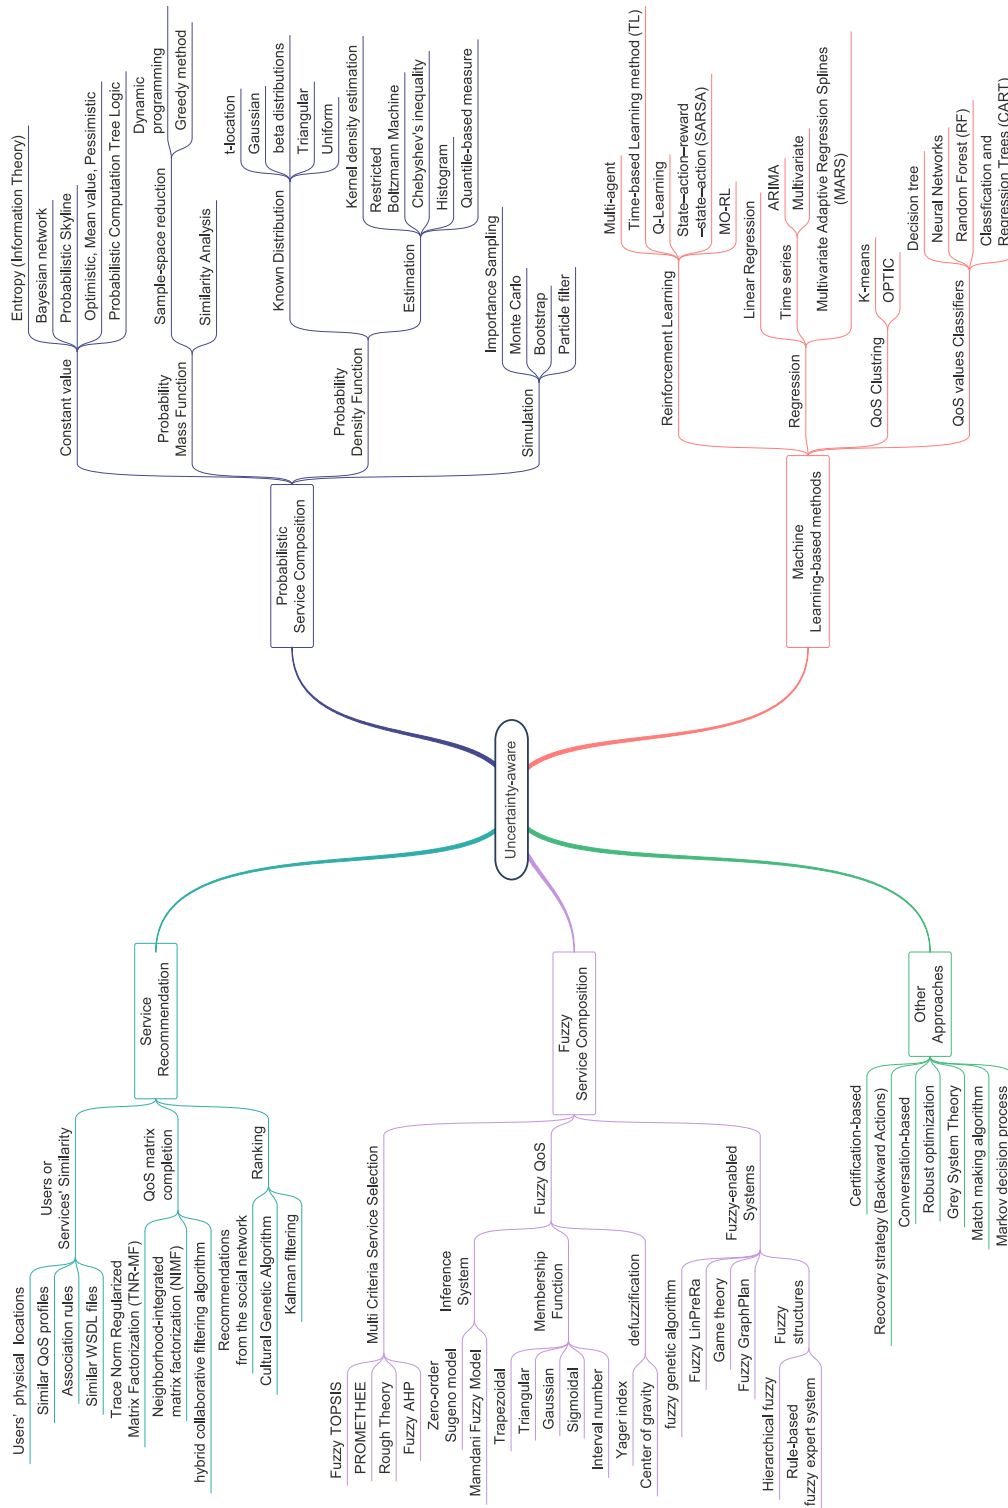 Uncertainty-aware
Service
Recommendation
Users or
Services' Similarity
Users' physical locations
Similar QoS profiles
Association rules
Similar WSDL files
QoS matrix
completion
Trace Norm Regularized
Matrix Factorization (TNR-MF)
Neighborhood-integrated
matrix factorization (NIMF)
hybrid collaborative filtering algorithm
Ranking
Recommendations
from the social network
Cultural Genetic Algorithm
Kalman filtering
Fuzzy
Service Composition
Multi Criteria Service Selection
Fuzzy TOPSIS
PROMETHEE
Rough Theory
Fuzzy AHP
Fuzzy QoS
Inference
System
Zero-order
Sugeno model
Mamdani Fuzzy Model
Membership
Function
Trapezoidal
Triangular
Gaussian
Sigmoidal
Interval number
defuzzification
Yager index
Center of gravity
Fuzzy-enabled
Systems
fuzzy genetic algorithm
Fuzzy LinPreRa
Game theory
Fuzzy GraphPlan
Fuzzy
structures
Hierarchical fuzzy
Rule-based
fuzzy expert system
Other
Approaches
Certification-based
Recovery strategy (Backward Actions)
Conversation-based
Robust optimization
Grey System Theory
Match making algorithm
Markov decision process
Probabilistic
Service Composition
Constant value
Entropy (Information Theory)
Bayesian network
Probabilistic Skyline
Optimistic, Mean value, Pessimistic
Probabilistic Computation Tree Logic
Probability
Mass Function
Sample-space reduction
Dynamic
programming
Greedy method
Similarity Analysis
Probability
Density Function
Known Distribution
t-location
Gaussian
beta distributions
Triangular
Uniform
Estimation
Kernel density estimation
Restricted
Boltzmann Machine
Chebyshev's inequality
Histogram
Quantile-based measure
Simulation
Importance Sampling
Monte Carlo
Bootstrap
Particle filter
Machine
Learning-based methods
Reinforcement Learning
Multi-agent
Time-based Learning method (TL)
Q-Learning
State–action–reward
–state–action (SARSA)
MO-RL
Regression
Linear Regression
Time series
ARIMA
Multivariate
Multivariate Adaptive Regression Splines
(MARS)
QoS Clustring
K-means
OPTIC
QoS values Classifiers
Decision tree
Neural Networks
Random Forest (RF)
Classfication and
Regression Trees (CART)